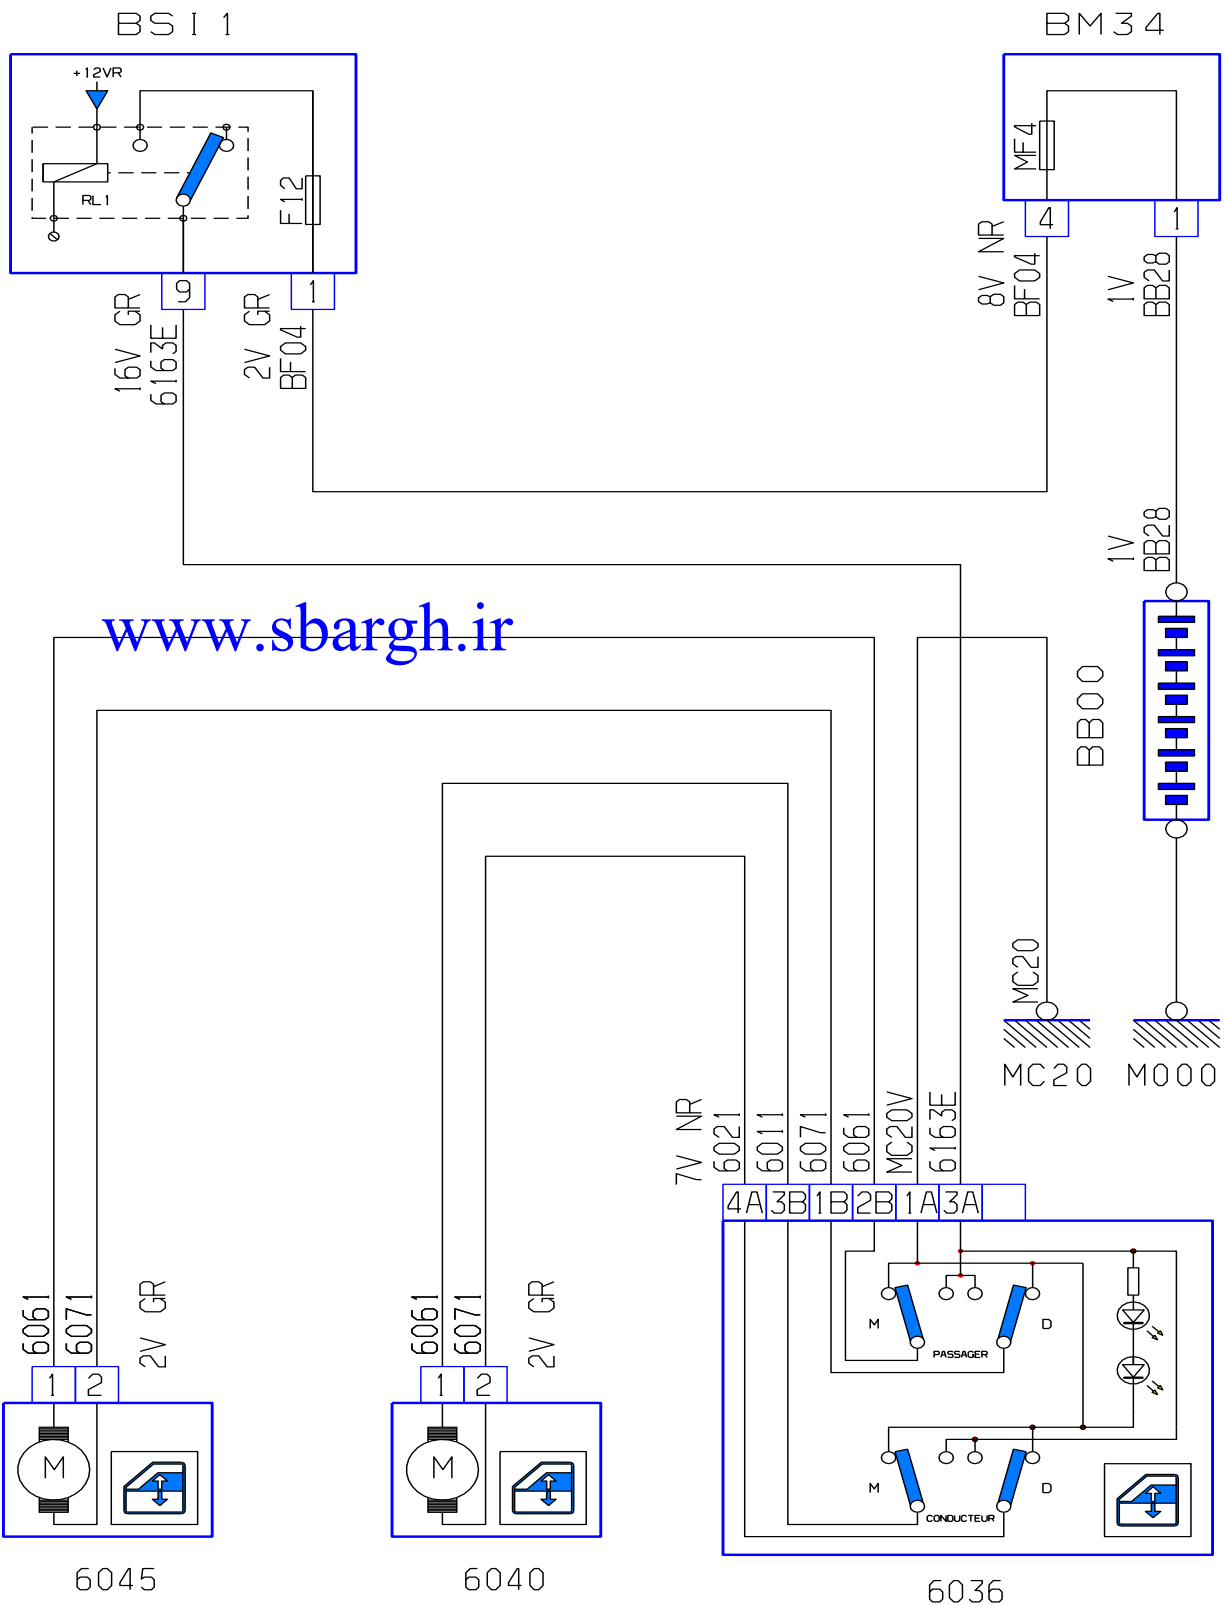 BSI 1
BM34
+12VR
RL1
F12
MF4
9
1
4
1
16V GR
6163E
2V GR
BF04
8V NR
BF04
1V
BB28
1V
BB28
www.sbargh.ir
BB00
MC20
MC20
M000
7V NR
6021
6011
6071
6061
MC20V
6163E
4A
3B
1B
2B
1A
3A
6061
6071
2V GR
6061
6071
2V GR
1
2
1
2
M
D
PASSAGER
M
M
M
D
CONDUCTEUR
6045
6040
6036